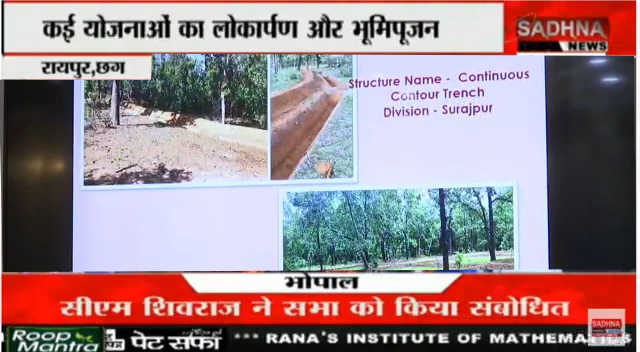 कई योजनाओं का लोकार्पण और भूमिपूजन
SADHNA
NEWS
रायपुर,छग
Structure Name - Continuous
Contour Trench
Division - Surajpur
भोपाल
सीएम शिवराज ने सभा को किया संबोधित
Roop Mantra
पेट सफा
*** RANA'S INSTITUTE OF MATHEMATICS
SADHNA